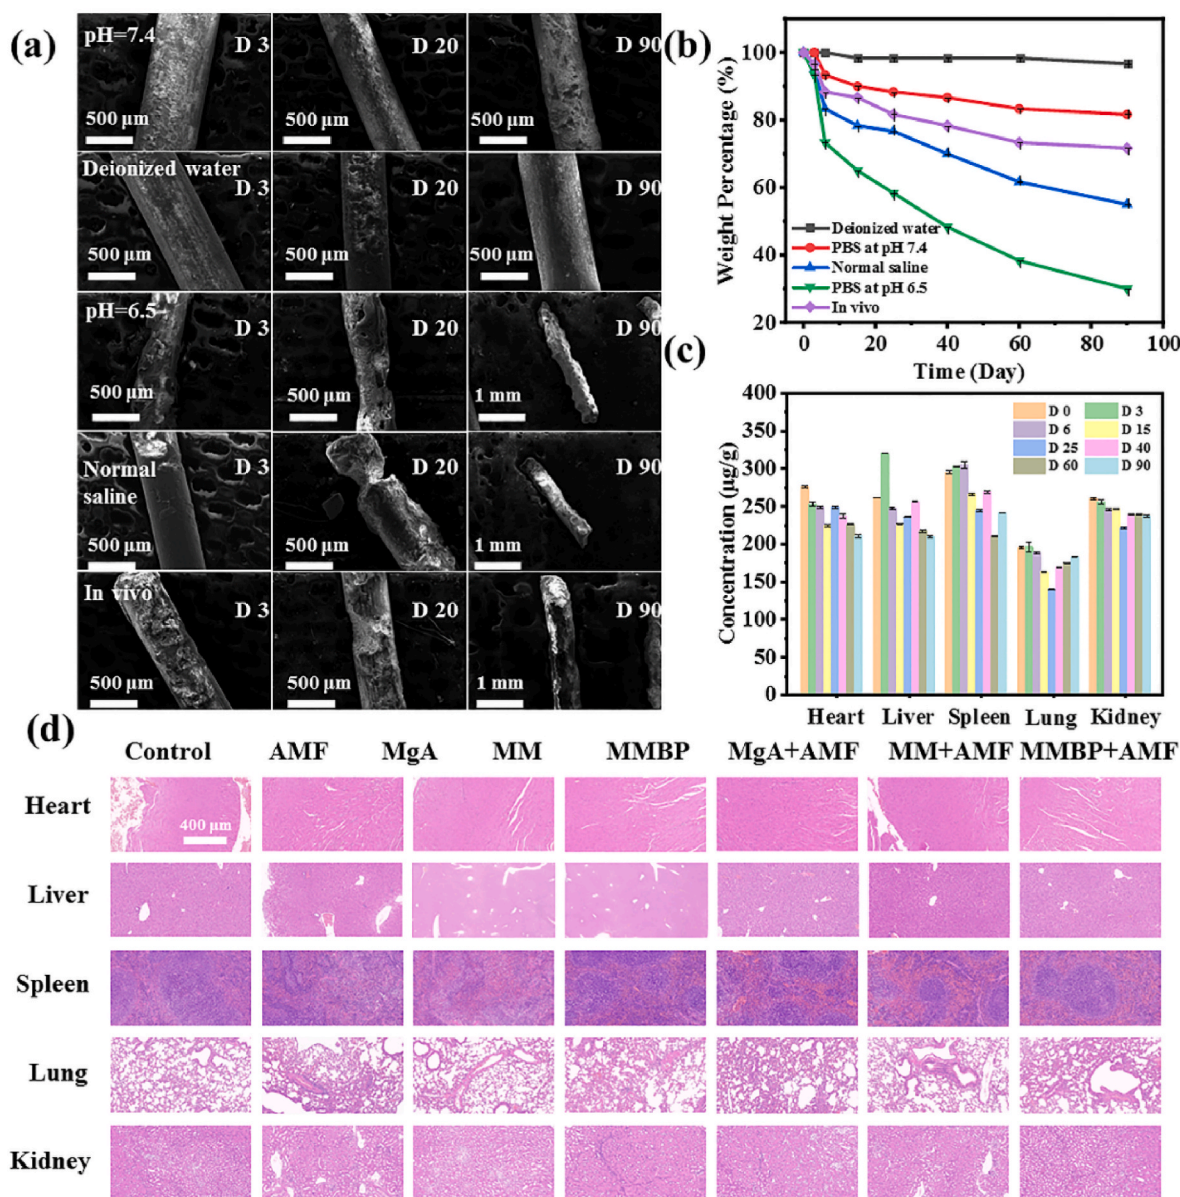 (a)
pH=7.4
D 3
500 μm
D 20
500 μm
D 90
500 μm
Deionized water
D 3
500 μm
D 20
500 μm
D 90
500 μm
pH=6.5
D 3
500 μm
D 20
500 μm
D 90
1 mm
Normal
saline
D 3
500 μm
D 20
500 μm
D 90
1 mm
In vivo
D 3
500 μm
D 20
500 μm
D 90
1 mm
(b)
Weight Percentage (%)
100
80
60
40
20
Deionized water
PBS at pH 7.4
Normal saline
PBS at pH 6.5
In vivo
0 20 40 60 80 100
Time (Day)
(c)
Concentration (μg/g)
400
350
300
250
200
150
100
50
0
D 0 D 3
D 6 D 15
D 25 D 40
D 60 D 90
Heart Liver Spleen Lung Kidney
(d)
Control AMF MgA MM MMBP MgA+AMF MM+AMF MMBP+AMF
Heart
400 μm
Liver
Spleen
Lung
Kidney